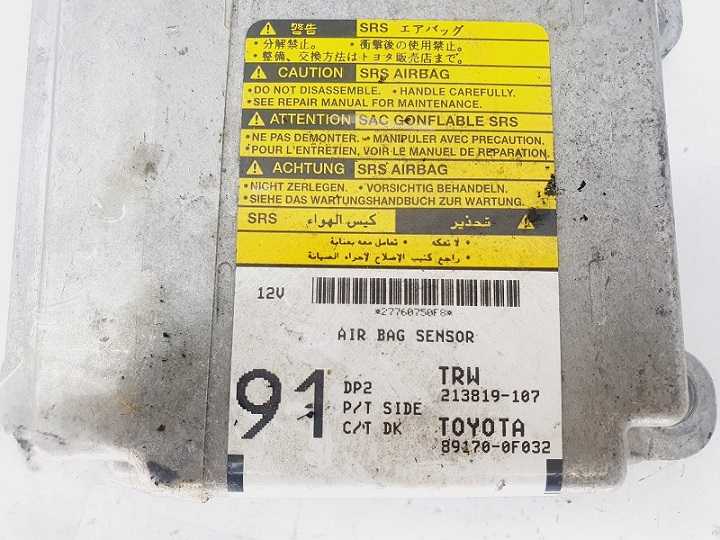 警告 SRS エアバッグ
・分解禁止。 ・衝撃後の使用禁止。
・整備、交換方法はトヨタ販売店まで。
CAUTION SRS AIRBAG
•DO NOT DISASSEMBLE. •HANDLE CAREFULLY.
•SEE REPAIR MANUAL FOR MAINTENANCE.
ATTENTION SAC GONFLABLE SRS
•NE PAS DEMONTER. •MANIPULER AVEC PRECAUTION.
•POUR L'ENTRETIEN, VOIR LE MANUEL DE REPARATION.
ACHTUNG SRS AIRBAG
•NICHT ZERLEGEN. •VORSICHTIG BEHANDELN.
•SIEHE DAS WARTUNGSHANDBUCH ZUR WARTUNG.
تحذير كيس الهواء SRS
• لا تفكه • تعامل معه بعناية
• راجع كتيب الإصلاح لاجراء الصيانة
12V
*27760750F8*
AIR BAG SENSOR
91 DP2 TRW
P/T SIDE 213819-107
C/T DK TOYOTA
89170-0F032